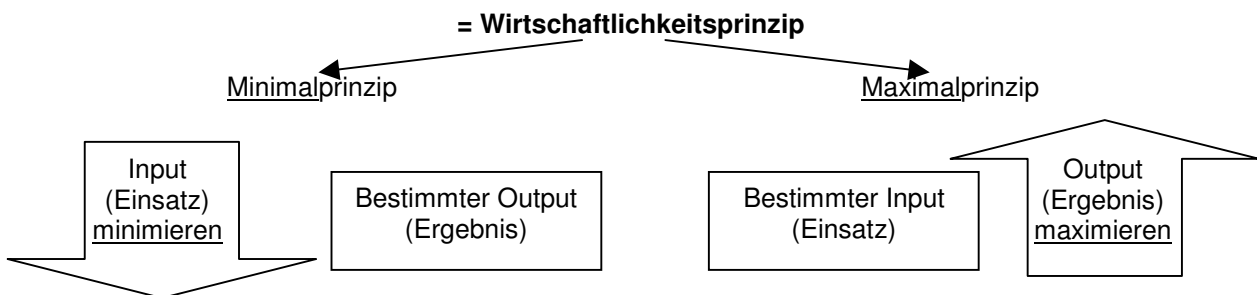 = Wirtschaftlichkeitsprinzip
Minimalprinzip
Maximalprinzip
Input
(Einsatz)
minimieren
Bestimmter Output
(Ergebnis)
Bestimmter Input
(Einsatz)
Output
(Ergebnis)
maximieren